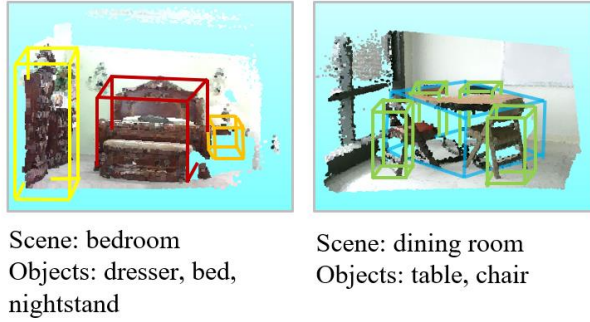 Scene: bedroom
Objects: dresser, bed,
nightstand
Scene: dining room
Objects: table, chair